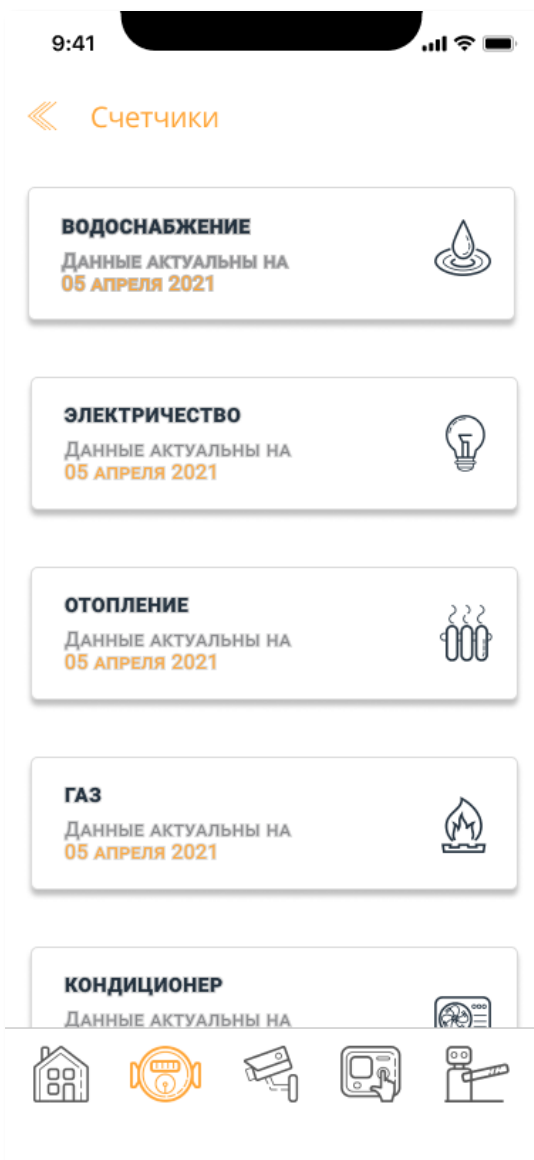 9:41
Счетчики
ВОДОСНАБЖЕНИЕ
Данные актуальны на
05 апреля 2021
ЭЛЕКТРИЧЕСТВО
Данные актуальны на
05 апреля 2021
ОТОПЛЕНИЕ
Данные актуальны на
05 апреля 2021
ГАЗ
Данные актуальны на
05 апреля 2021
КОНДИЦИОНЕР
Данные актуальны на